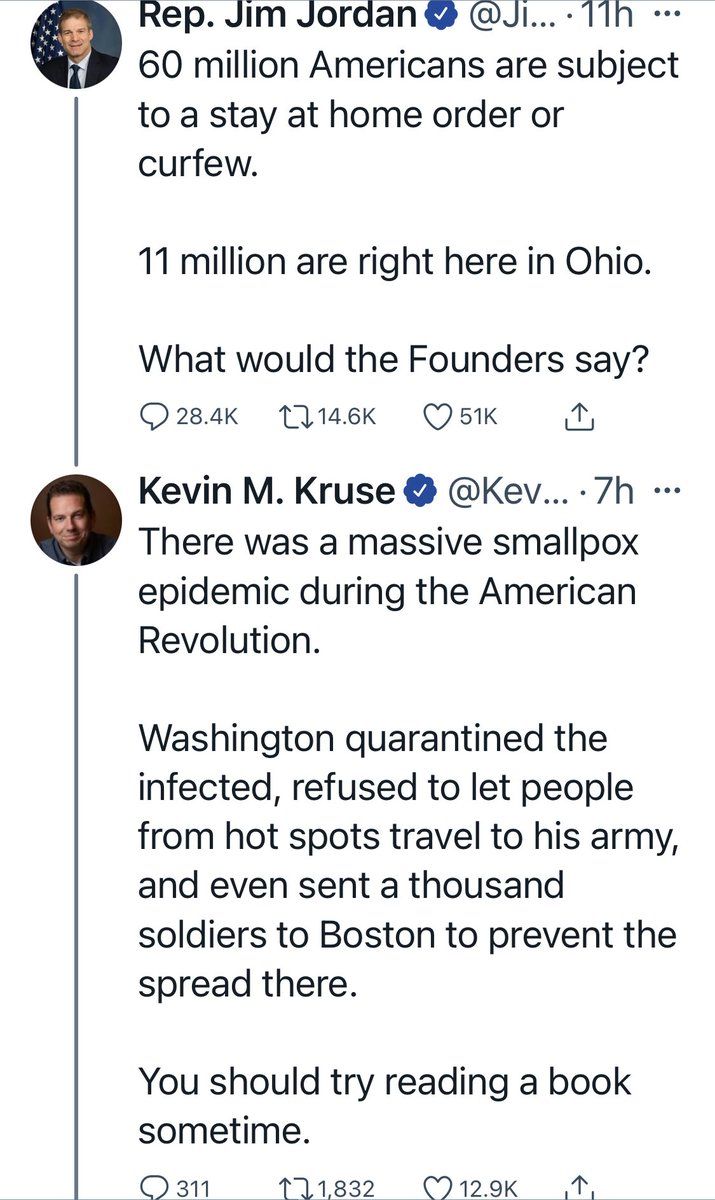 Rep. Jim Jordan @Ji... · 11h ...
60 million Americans are subject
to a stay at home order or
curfew.
11 million are right here in Ohio.
What would the Founders say?
28.4K 14.6K 51K
Kevin M. Kruse @Kev... · 7h ...
There was a massive smallpox
epidemic during the American
Revolution.
Washington quarantined the
infected, refused to let people
from hot spots travel to his army,
and even sent a thousand
soldiers to Boston to prevent the
spread there.
You should try reading a book
sometime.
311 1,832 12.9K